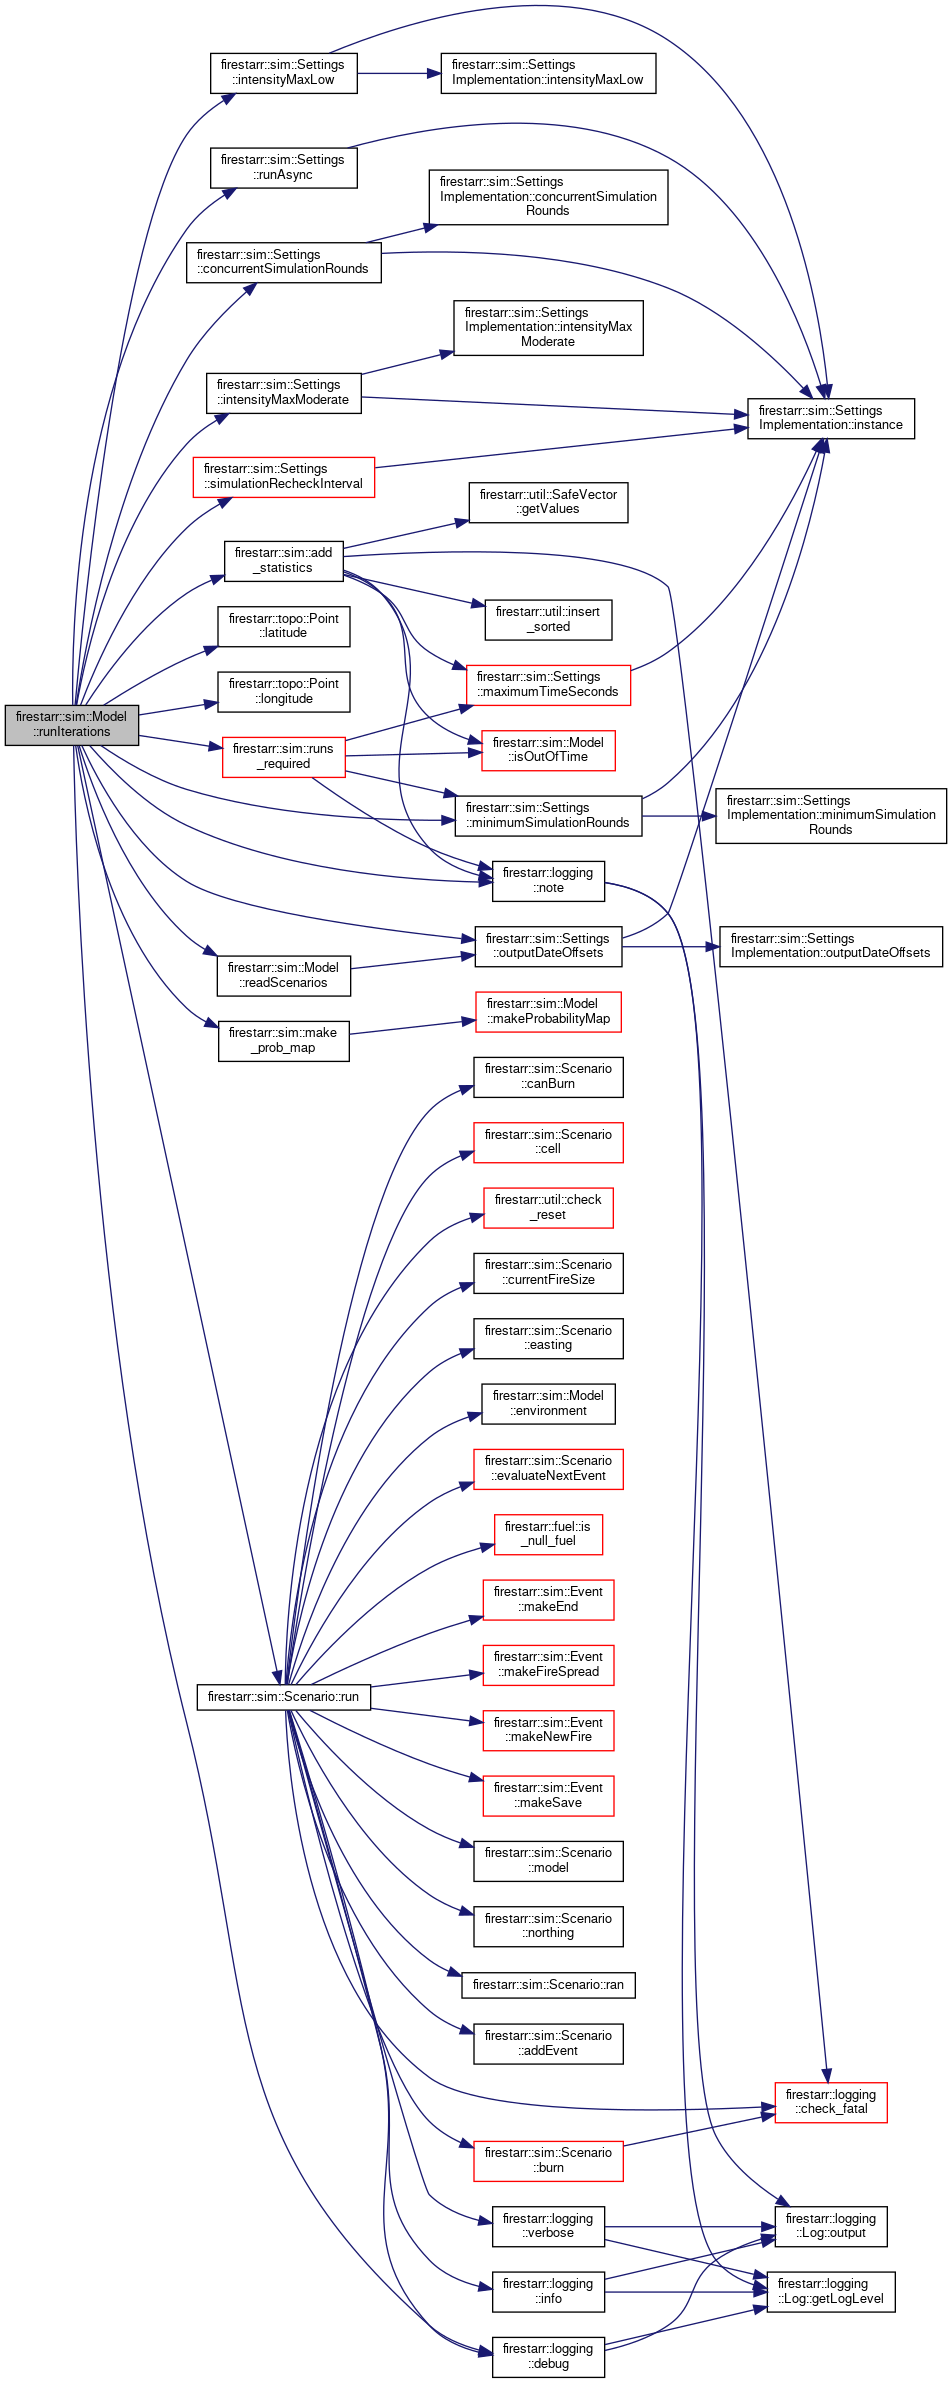 firestarr::sim::Model
::runIterations
firestarr::sim::Settings
::intensityMaxLow
firestarr::sim::Settings
Implementation::intensityMaxLow
firestarr::sim::Settings
::runAsync
firestarr::sim::Settings
::concurrentSimulationRounds
firestarr::sim::Settings
Implementation::concurrentSimulation
Rounds
firestarr::sim::Settings
::intensityMaxModerate
firestarr::sim::Settings
Implementation::intensityMax
Moderate
firestarr::sim::Settings
Implementation::instance
firestarr::sim::Settings
::simulationRecheckInterval
firestarr::sim::add
_statistics
firestarr::util::SafeVector
::getValues
firestarr::util::insert
_sorted
firestarr::topo::Point
::latitude
firestarr::topo::Point
::longitude
firestarr::sim::Settings
::maximumTimeSeconds
firestarr::sim::runs
_required
firestarr::sim::Model
::isOutOfTime
firestarr::sim::Settings
::minimumSimulationRounds
firestarr::sim::Settings
Implementation::minimumSimulation
Rounds
firestarr::logging
::note
firestarr::sim::Settings
::outputDateOffsets
firestarr::sim::Settings
Implementation::outputDateOffsets
firestarr::sim::Model
::readScenarios
firestarr::sim::make
_prob_map
firestarr::sim::Model
::makeProbabilityMap
firestarr::sim::Scenario
::canBurn
firestarr::sim::Scenario
::cell
firestarr::util::check
_reset
firestarr::sim::Scenario
::currentFireSize
firestarr::sim::Scenario
::easting
firestarr::sim::Model
::environment
firestarr::sim::Scenario
::evaluateNextEvent
firestarr::fuel::is
_null_fuel
firestarr::sim::Event
::makeEnd
firestarr::sim::Event
::makeFireSpread
firestarr::sim::Scenario::run
firestarr::sim::Event
::makeNewFire
firestarr::sim::Event
::makeSave
firestarr::sim::Scenario
::model
firestarr::sim::Scenario
::northing
firestarr::sim::Scenario::ran
firestarr::sim::Scenario
::addEvent
firestarr::logging
::check_fatal
firestarr::sim::Scenario
::burn
firestarr::logging
::verbose
firestarr::logging
::Log::output
firestarr::logging
::info
firestarr::logging
::Log::getLogLevel
firestarr::logging
::debug